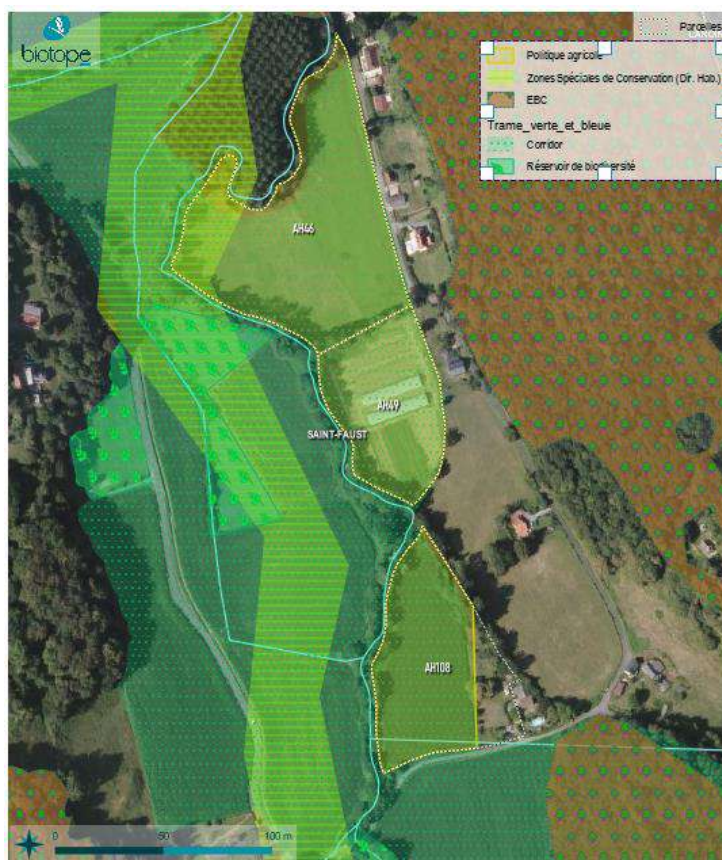 biotope
Parcelles
Politique agricole
Zones Spéciales de Conservation (Dir. Hab.)
EBC
Trame_verte_et_bleue
Corridor
Réservoir de biodiversité
AH46
AH49
SAINT-FAUST
AH108
0 50 100 m